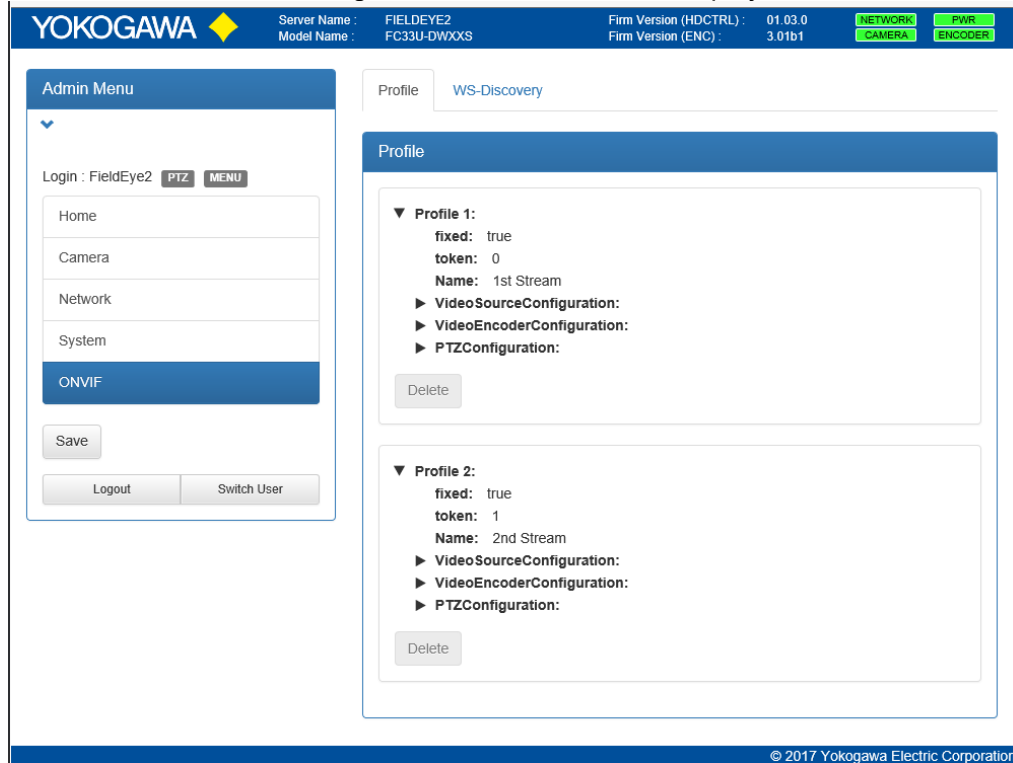 YOKOGAWA
Server Name : FIELDEYE2 Firm Version (HDCTRL) : 01.03.0 NETWORK PWR
Model Name : FC33U-DWXXS Firm Version (ENC) : 3.01b1 CAMERA ENCODER
Admin Menu
Login : FieldEye2 PTZ MENU
Home
Camera
Network
System
ONVIF
Save
Logout Switch User
Profile WS-Discovery
Profile
▼ Profile 1:
fixed: true
token: 0
Name: 1st Stream
▶ VideoSourceConfiguration:
▶ VideoEncoderConfiguration:
▶ PTZConfiguration:
Delete
▼ Profile 2:
fixed: true
token: 1
Name: 2nd Stream
▶ VideoSourceConfiguration:
▶ VideoEncoderConfiguration:
▶ PTZConfiguration:
Delete
© 2017 Yokogawa Electric Corporation